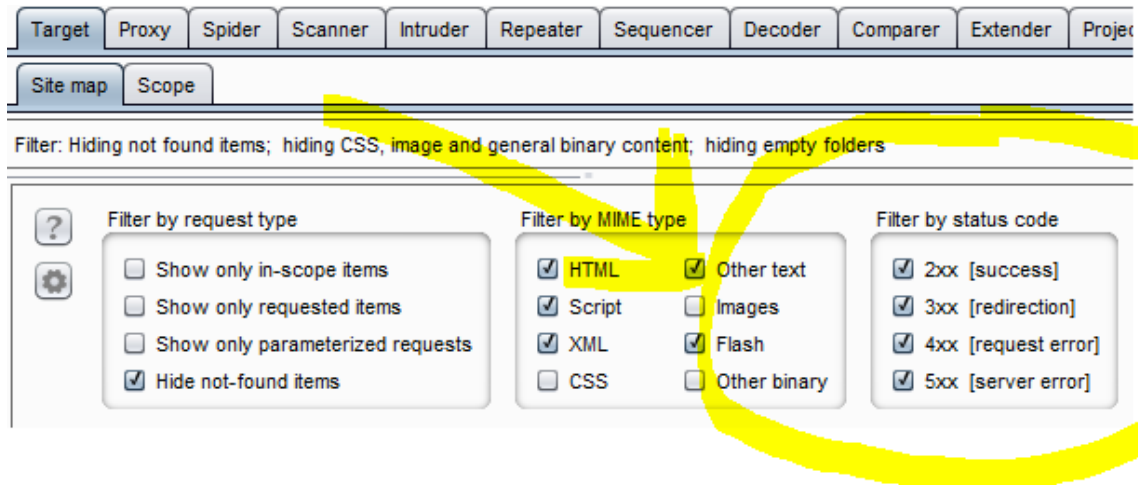 Target Proxy Spider Scanner Intruder Repeater Sequencer Decoder Comparer Extender Projec
Site map Scope
Filter: Hiding not found items; hiding CSS, image and general binary content; hiding empty folders
?
Filter by request type
Show only in-scope items
Show only requested items
Show only parameterized requests
Hide not-found items
Filter by MIME type
HTML Other text
Script Images
XML Flash
CSS Other binary
Filter by status code
2xx [success]
3xx [redirection]
4xx [request error]
5xx [server error]